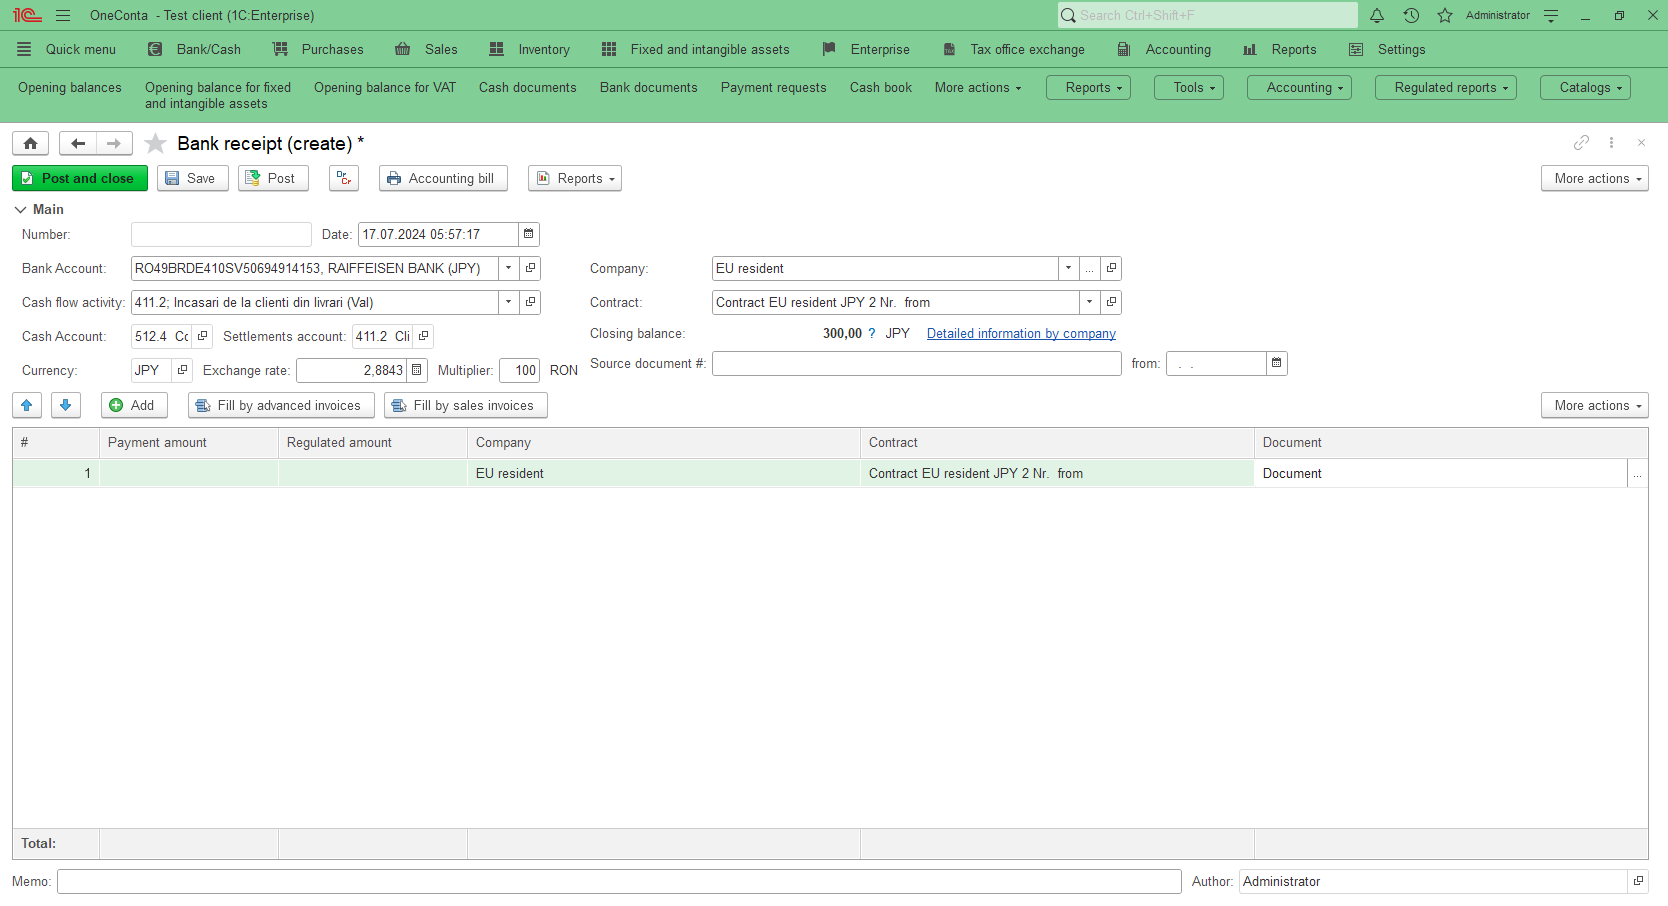 OneConta - Test client (1C:Enterprise)
Search Ctrl+Shift+F
Administrator
Quick menu Bank/Cash Purchases Sales Inventory Fixed and intangible assets Enterprise Tax office exchange Accounting Reports Settings
Opening balances Opening balance for fixed and intangible assets Opening balance for VAT Cash documents Bank documents Payment requests Cash book More actions Reports Tools Accounting Regulated reports Catalogs
Bank receipt (create) *
Post and close Save Post Dr Cr Accounting bill Reports More actions
Main
Number: Date: 17.07.2024 05:57:17
Bank Account: RO49BRDE410SV50694914153, RAIFFEISEN BANK (JPY) Company: EU resident ...
Cash flow activity: 411.2; Incasari de la clienti din livrari (Val) Contract: Contract EU resident JPY 2 Nr. from
Cash Account: 512.4 Co Settlements account: 411.2 Cli Closing balance: 300,00 ? JPY Detailed information by company
Currency: JPY Exchange rate: 2,8843 Multiplier: 100 RON Source document #: from: . .
Add Fill by advanced invoices Fill by sales invoices More actions
# Payment amount Regulated amount Company Contract Document
1 EU resident Contract EU resident JPY 2 Nr. from Document ...
Total:
Memo: Author: Administrator